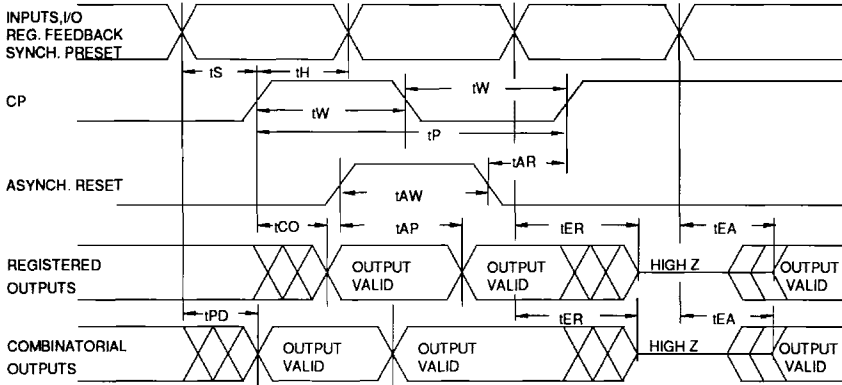 INPUTS,I/O
REG. FEEDBACK
SYNCH. PRESET
tS
tH
tW
CP
tW
tP
tAR
ASYNCH. RESET
tAW
tCO
tAP
tER
tEA
REGISTERED
OUTPUTS
OUTPUT
VALID
OUTPUT
VALID
HIGH Z
OUTPUT
VALID
tPD
tER
tEA
COMBINATORIAL
OUTPUTS
OUTPUT
VALID
OUTPUT
VALID
HIGH Z
OUTPUT
VALID